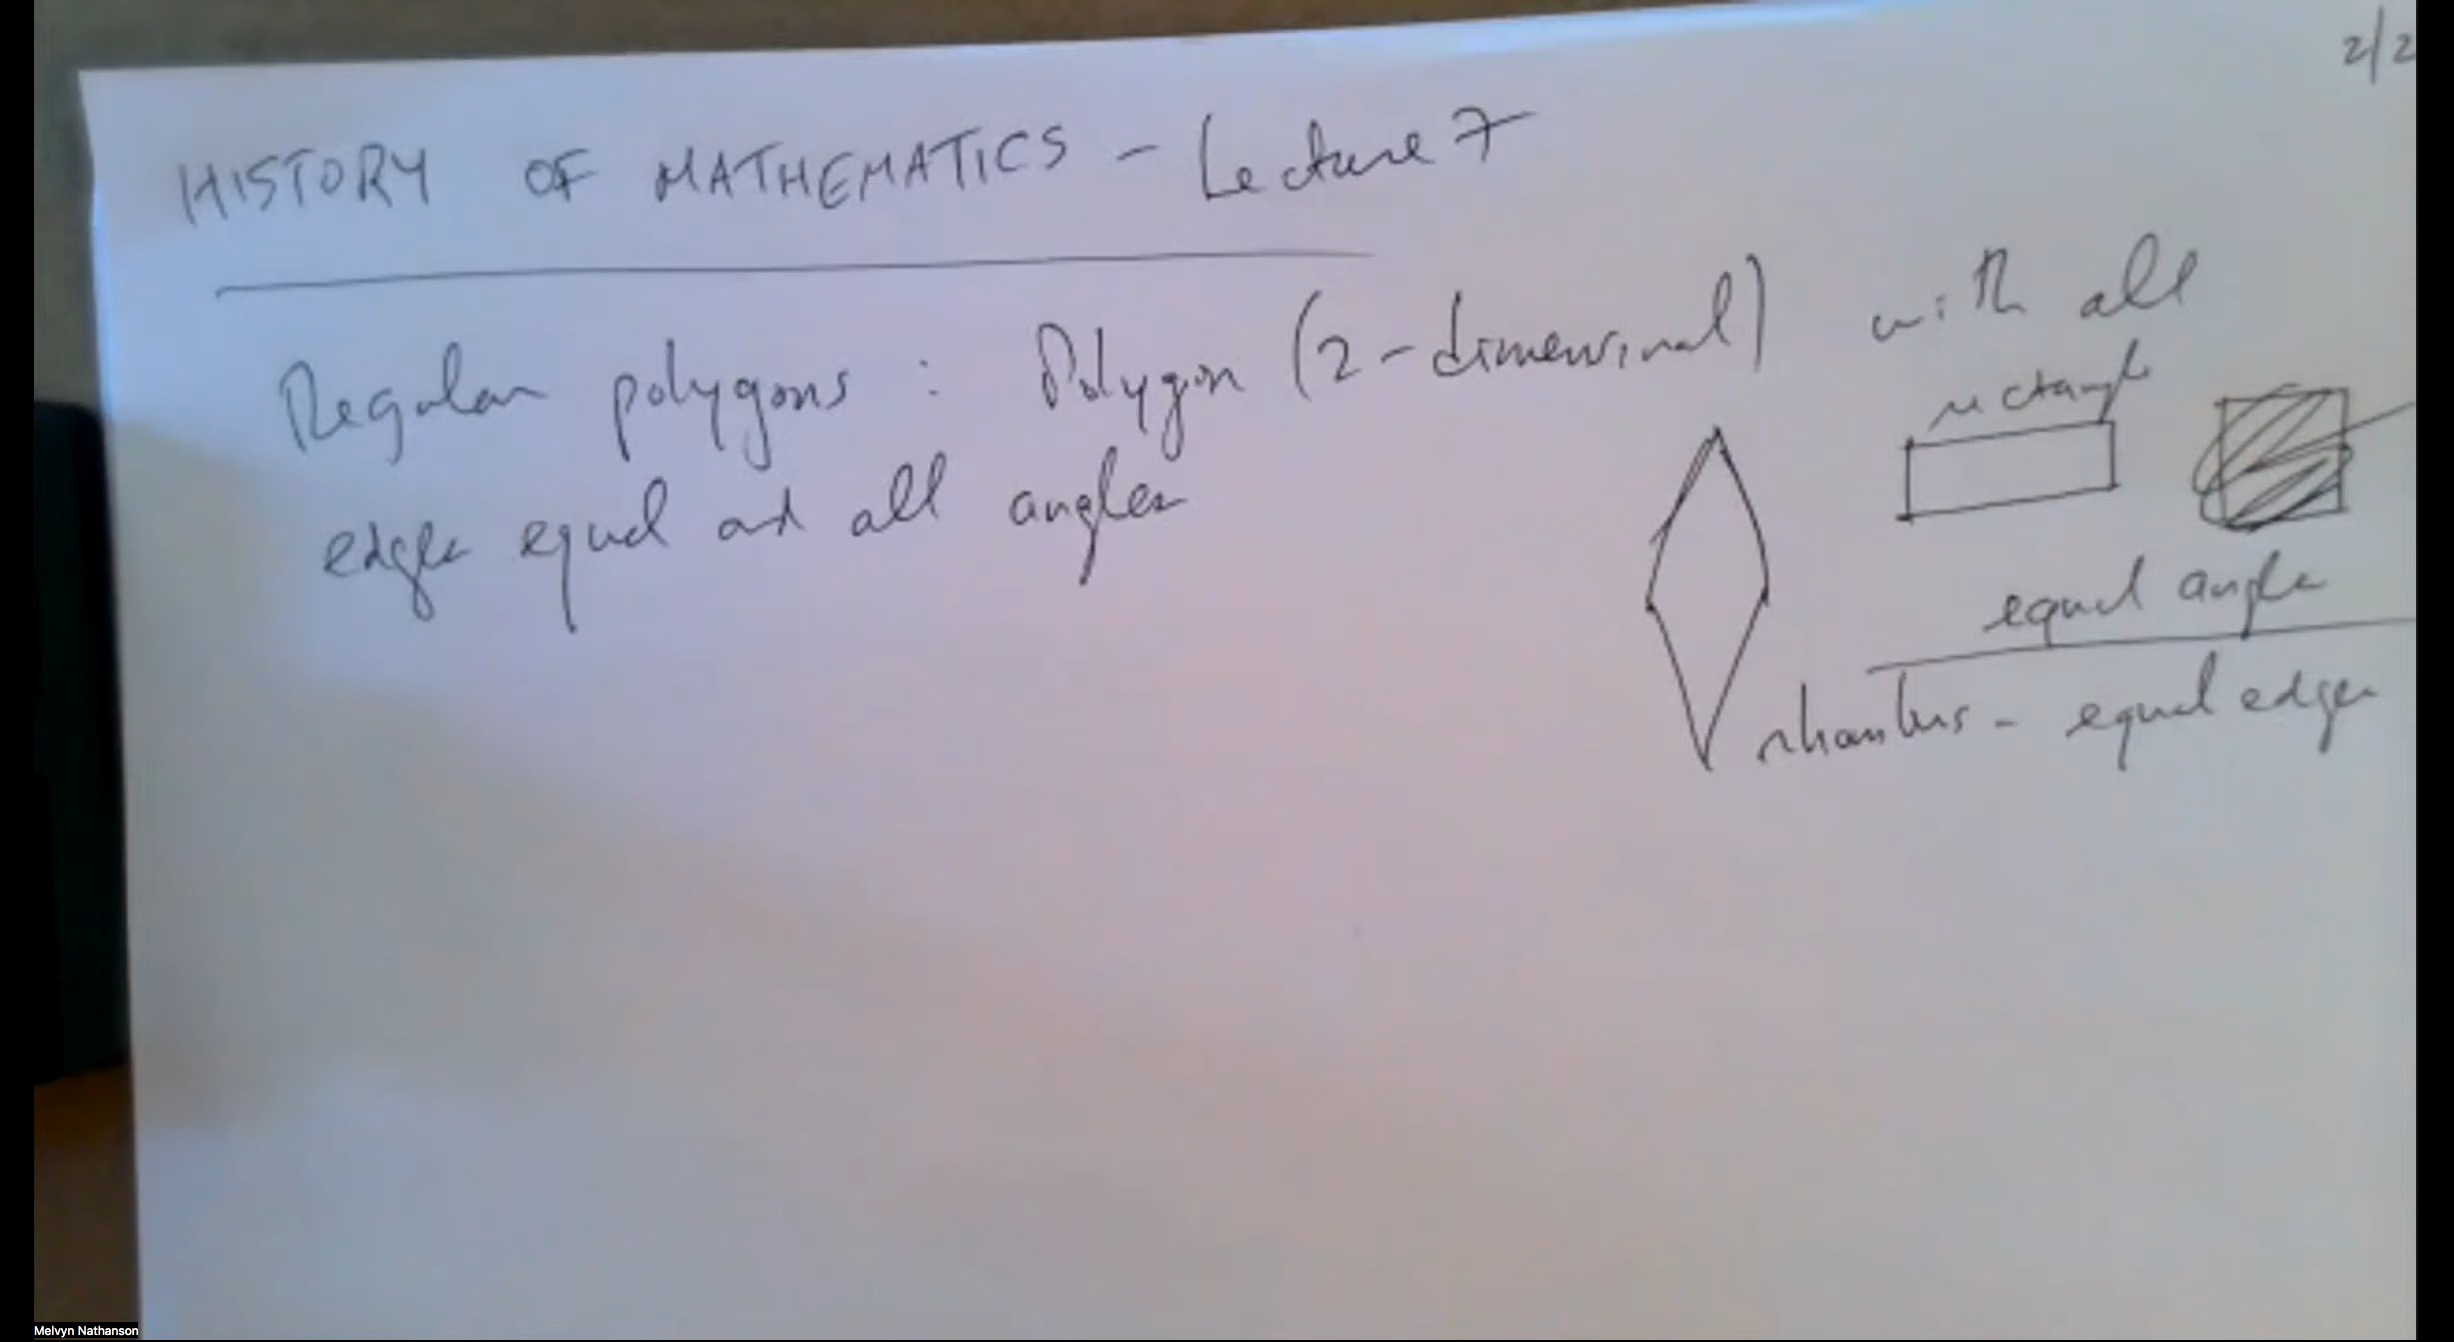 2/2
HISTORY OF MATHEMATICS - Lecture 7
Regular polygons : Polygon (2-dimensional) with all
edges equal and all angles
rectangle
equal angle
rhombus - equal edges
Melvyn Nathanson